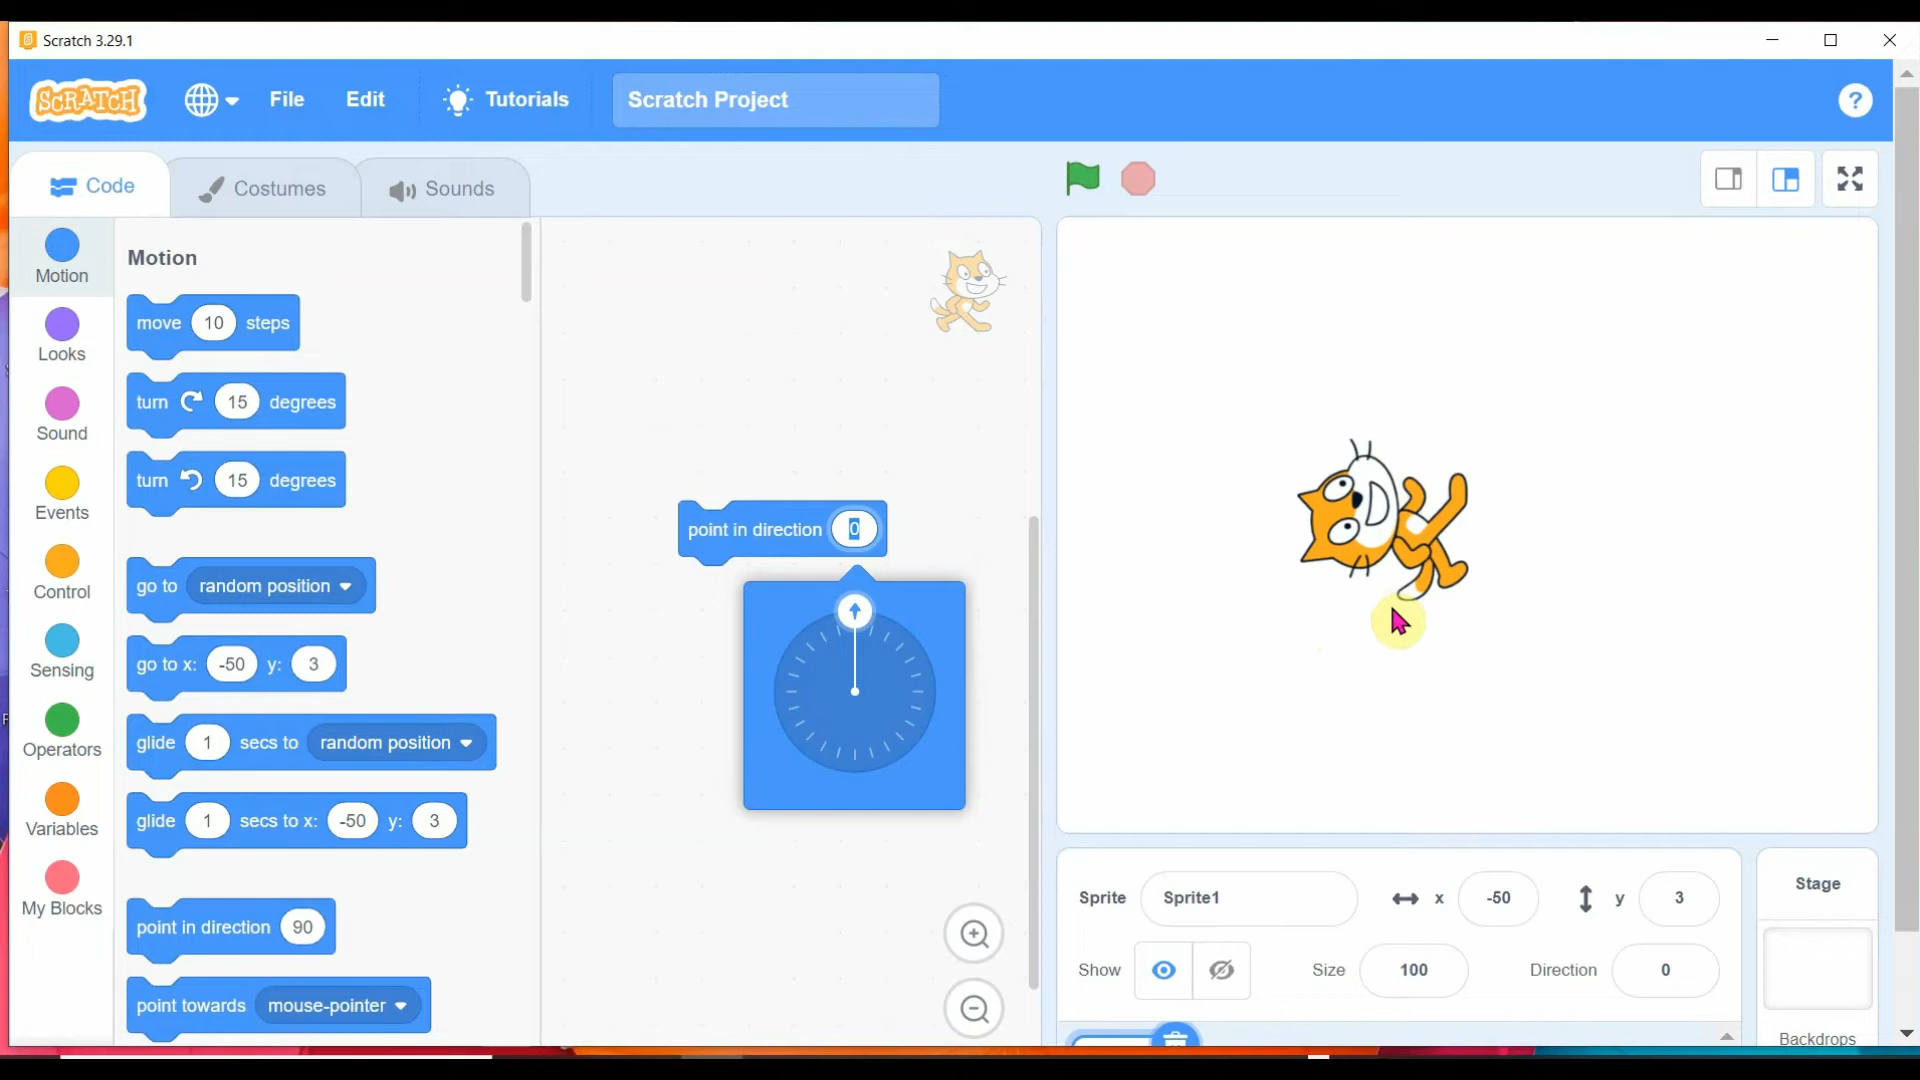 Scratch 3.29.1
SCRATCH File Edit Tutorials Scratch Project ?
Code Costumes Sounds
Motion
Looks
Sound
Events
Control
Sensing
Operators
Variables
My Blocks
Motion
move 10 steps
turn 15 degrees
turn 15 degrees
go to random position
go to x: -50 y: 3
glide 1 secs to random position
glide 1 secs to x: -50 y: 3
point in direction 90
point towards mouse-pointer
point in direction 0
Sprite Sprite1 x -50 y 3
Show Size 100 Direction 0
Stage
Backdrops